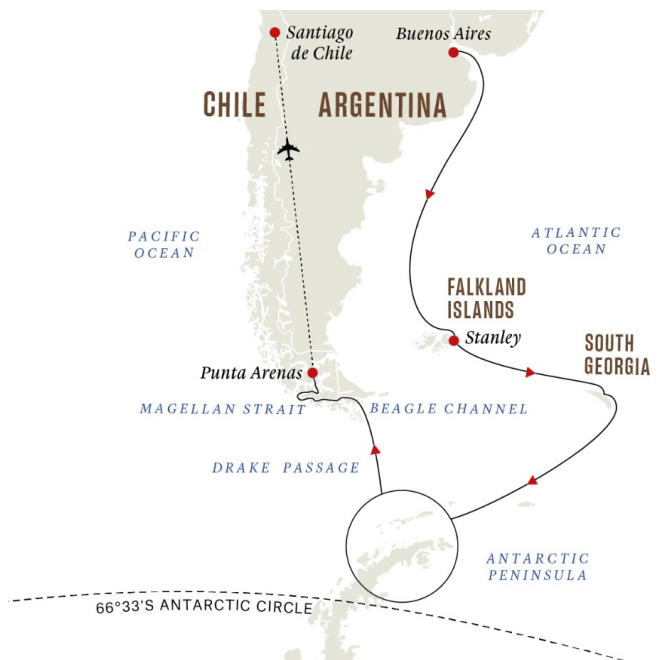 Santiago
de Chile
Buenos Aires
CHILE
ARGENTINA
PACIFIC
OCEAN
ATLANTIC
OCEAN
FALKLAND
ISLANDS
Stanley
SOUTH
GEORGIA
Punta Arenas
MAGELLAN STRAIT
BEAGLE CHANNEL
DRAKE PASSAGE
ANTARCTIC
PENINSULA
66°33'S ANTARCTIC CIRCLE